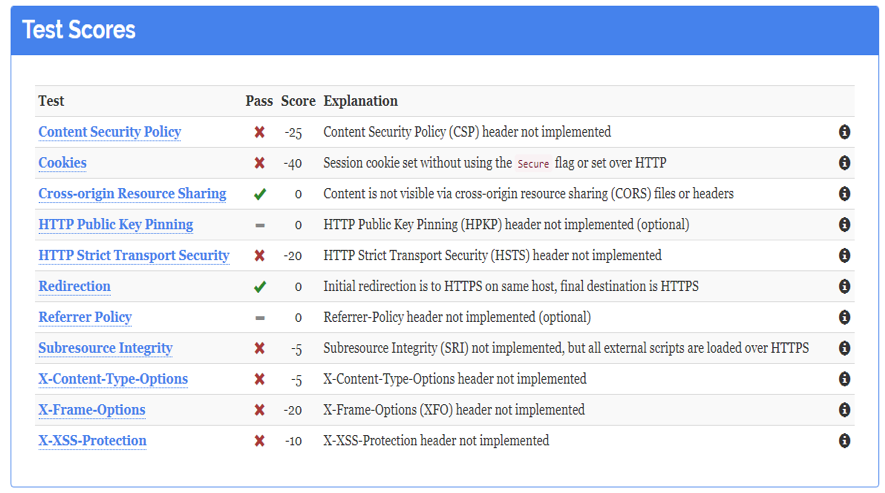 Test Scores
Test Pass Score Explanation
Content Security Policy ✗ -25 Content Security Policy (CSP) header not implemented
Cookies ✗ -40 Session cookie set without using the Secure flag or set over HTTP
Cross-origin Resource Sharing ✓ 0 Content is not visible via cross-origin resource sharing (CORS) files or headers
HTTP Public Key Pinning – 0 HTTP Public Key Pinning (HPKP) header not implemented (optional)
HTTP Strict Transport Security ✗ -20 HTTP Strict Transport Security (HSTS) header not implemented
Redirection ✓ 0 Initial redirection is to HTTPS on same host, final destination is HTTPS
Referrer Policy – 0 Referrer-Policy header not implemented (optional)
Subresource Integrity ✗ -5 Subresource Integrity (SRI) not implemented, but all external scripts are loaded over HTTPS
X-Content-Type-Options ✗ -5 X-Content-Type-Options header not implemented
X-Frame-Options ✗ -20 X-Frame-Options (XFO) header not implemented
X-XSS-Protection ✗ -10 X-XSS-Protection header not implemented